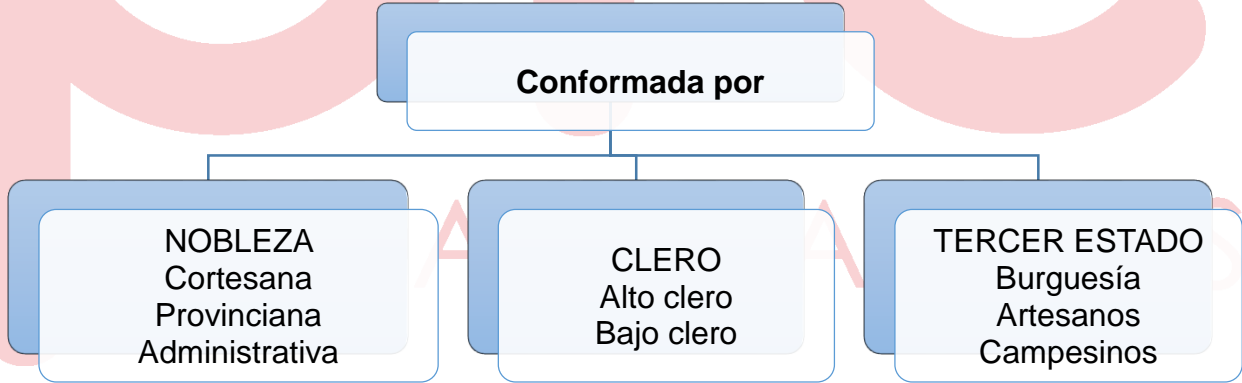 Conformada por
NOBLEZA
Cortesana
Provinciana
Administrativa
CLERO
Alto clero
Bajo clero
TERCER ESTADO
Burguesía
Artesanos
Campesinos